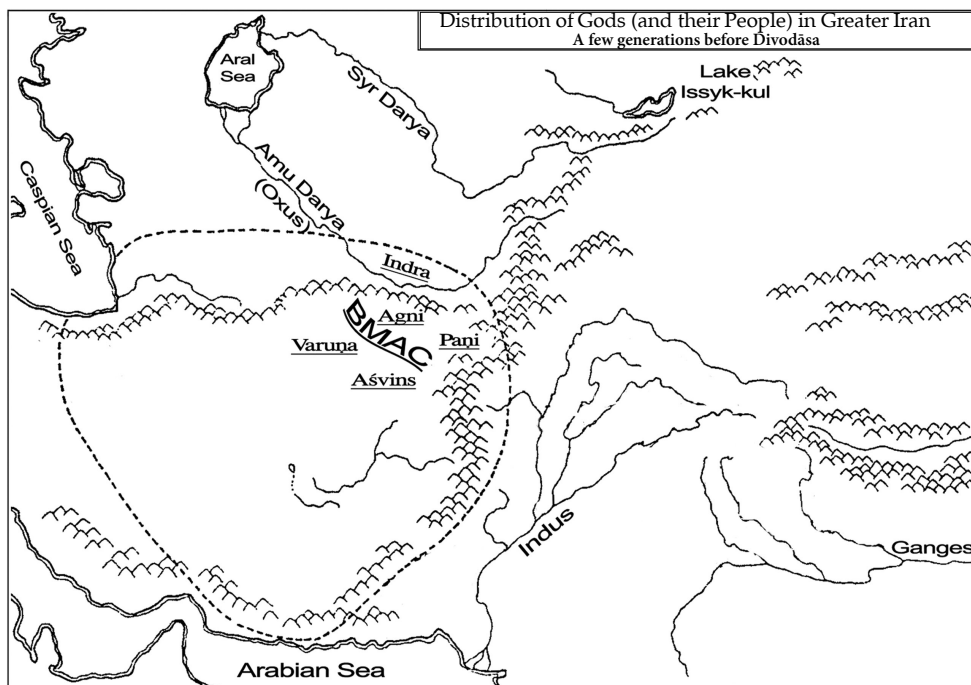 Distribution of Gods (and their People) in Greater Iran
A few generations before Divodāsa
Aral
Sea
Lake
Issyk-kul
Syr Darya
Amu Darya
(Oxus)
Caspian Sea
Indra
Agni
BMAC
Varuṇa
Paṇi
Aśvins
Indus
Ganges
Arabian Sea